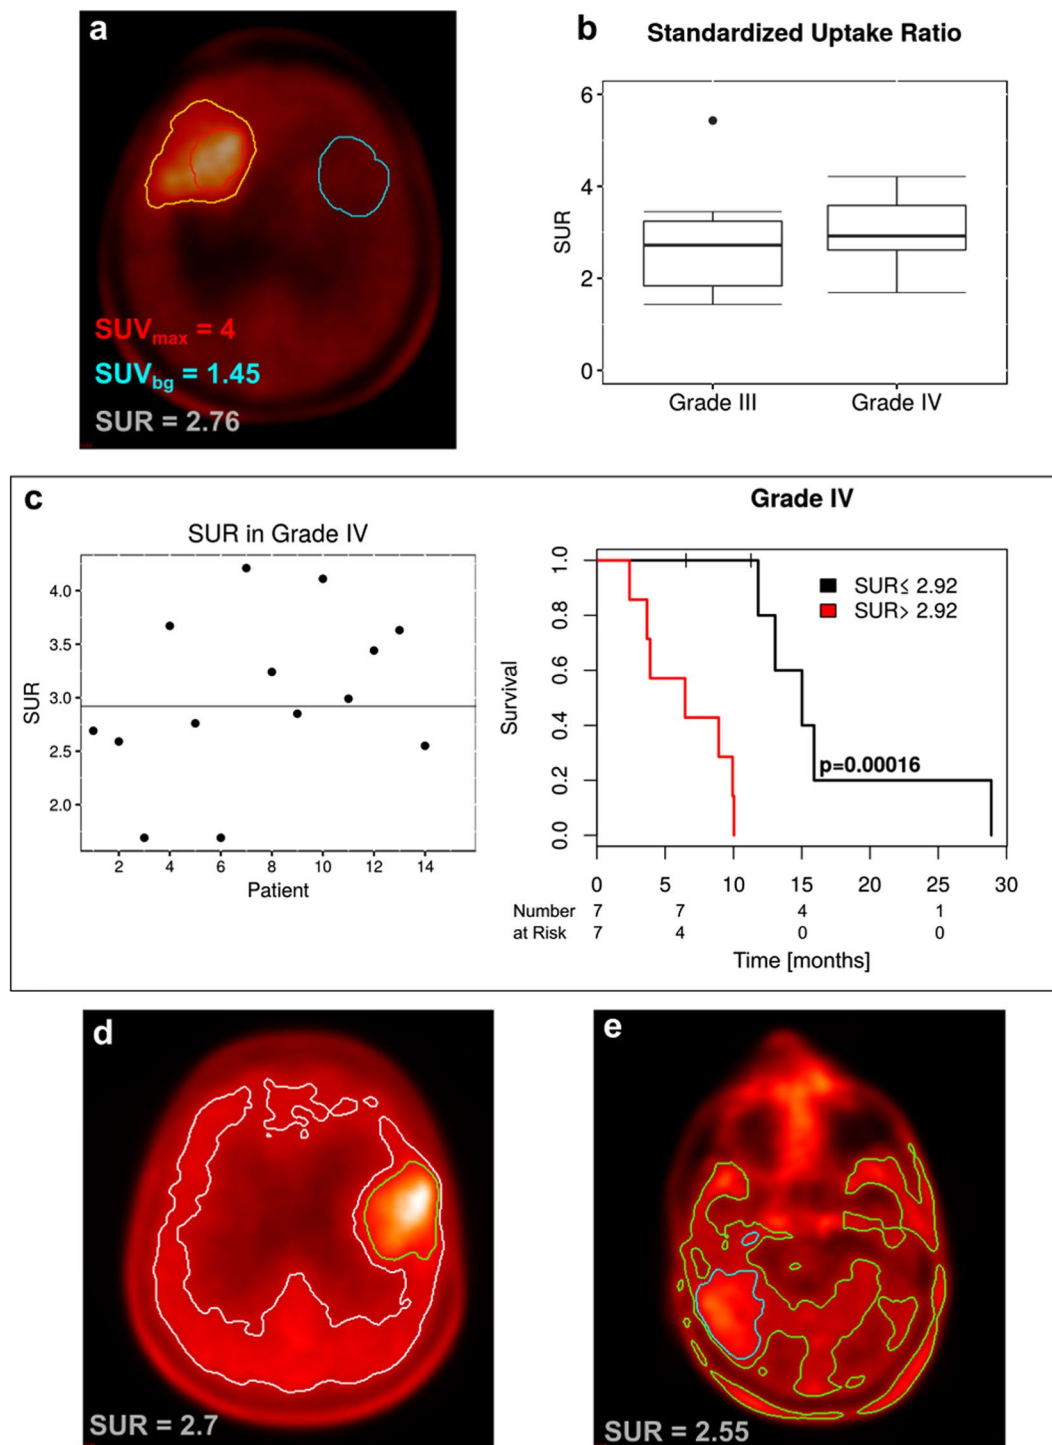 a
SUVmax = 4
SUVbg = 1.45
SUR = 2.76
b
Standardized Uptake Ratio
6
4
2
0
SUR
Grade III
Grade IV
c
SUR in Grade IV
4.0
3.5
3.0
2.5
2.0
SUR
2 4 6 8 10 12 14
Patient
Grade IV
1.0
0.8
0.6
0.4
0.2
0.0
Survival
SUR≤ 2.92
SUR> 2.92
p=0.00016
0 5 10 15 20 25 30
Number 7 7 4 1
at Risk 7 4 0 0
Time [months]
d
SUR = 2.7
e
SUR = 2.55